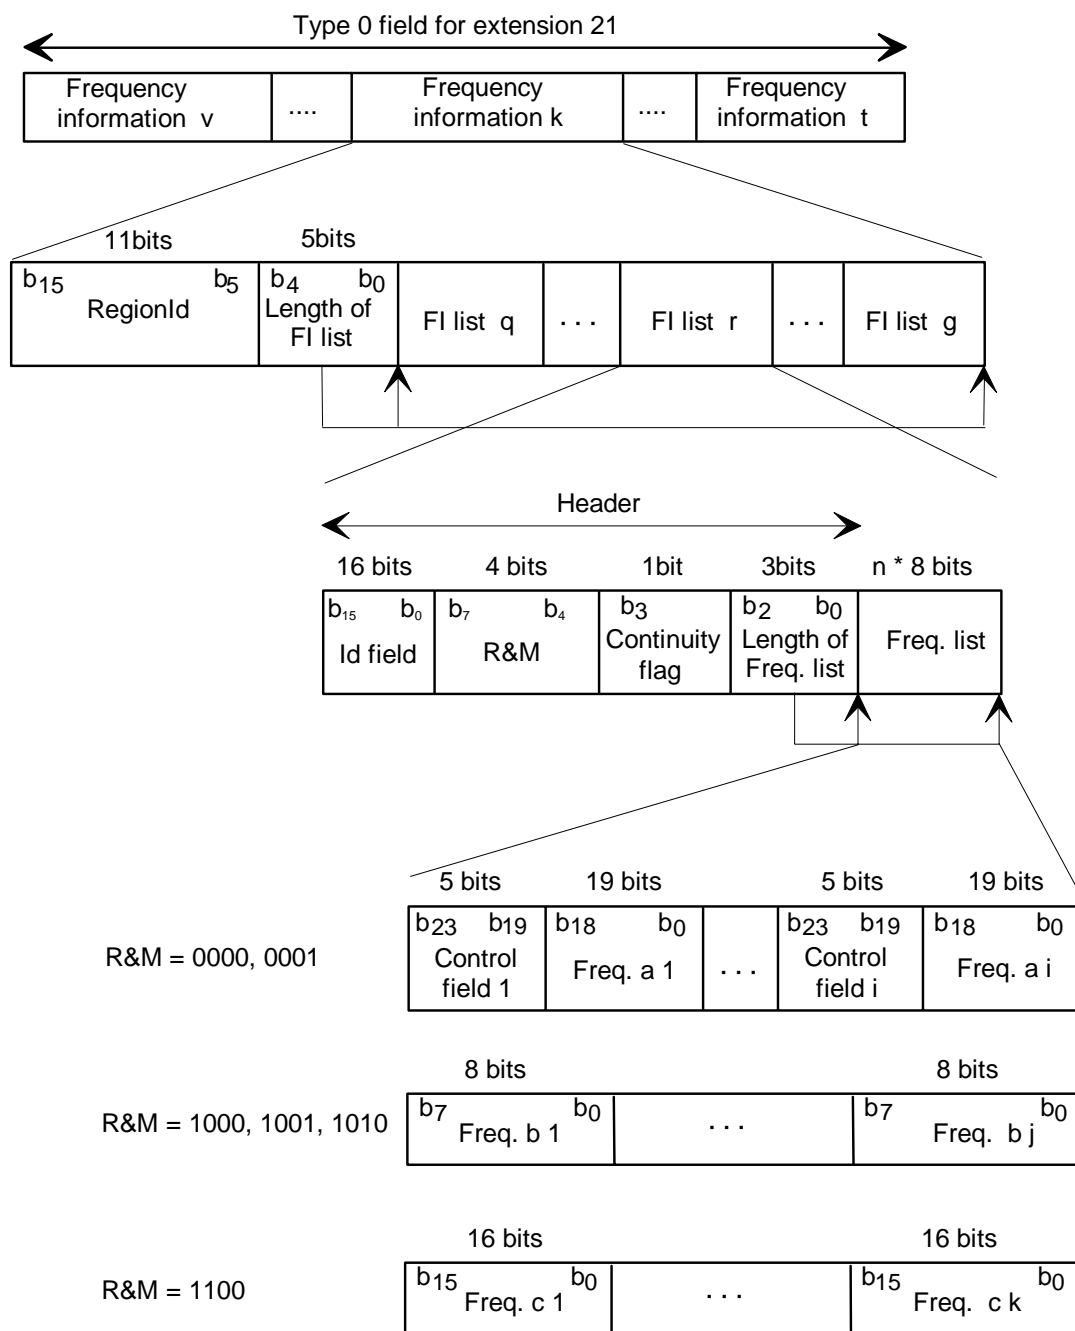 Type 0 field for extension 21
Frequency information v
....
Frequency information k
....
Frequency information t
11bits 5bits
b15 b5 b4 b0
RegionId
Length of FI list
FI list q
. . .
FI list r
. . .
FI list g
Header
16 bits 4 bits 1bit 3bits n * 8 bits
b15 b0 b7 b4 b3 b2 b0
Id field
R&M
Continuity flag
Length of Freq. list
Freq. list
5 bits 19 bits 5 bits 19 bits
R&M = 0000, 0001
b23 b19 b18 b0 b23 b19 b18 b0
Control field 1
Freq. a 1
. . .
Control field i
Freq. a i
8 bits 8 bits
R&M = 1000, 1001, 1010
b7 b0 b7 b0
Freq. b 1 . . . Freq. b j
16 bits 16 bits
R&M = 1100
b15 b0 b15 b0
Freq. c 1 . . . Freq. c k